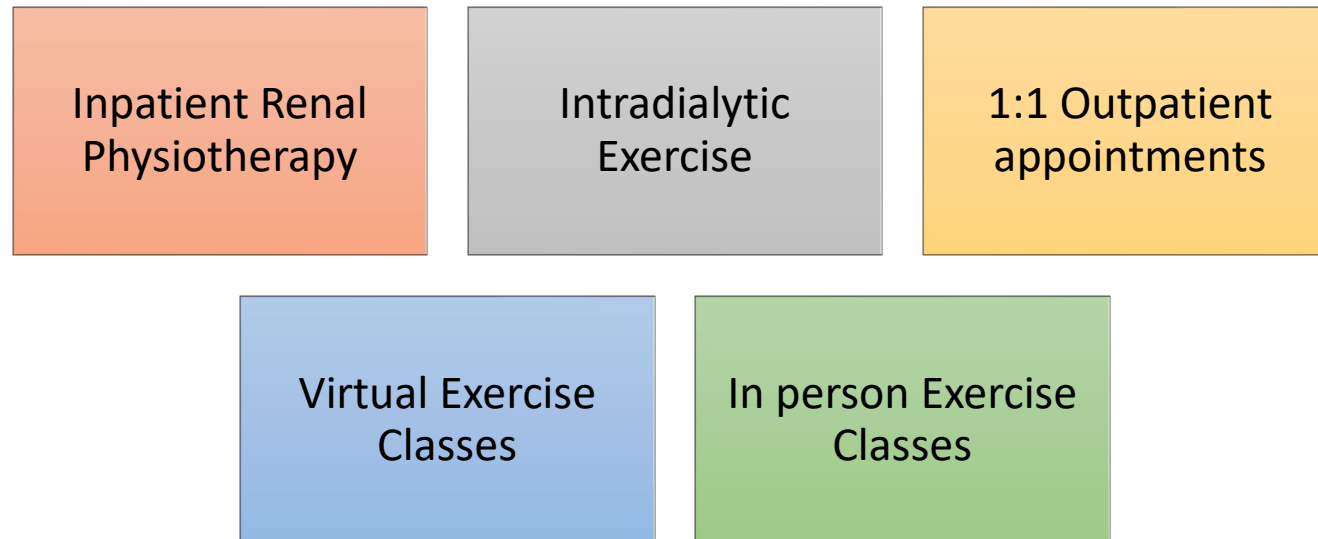 Inpatient Renal
Physiotherapy
Intradialytic
Exercise
1:1 Outpatient
appointments
Virtual Exercise
Classes
In person Exercise
Classes